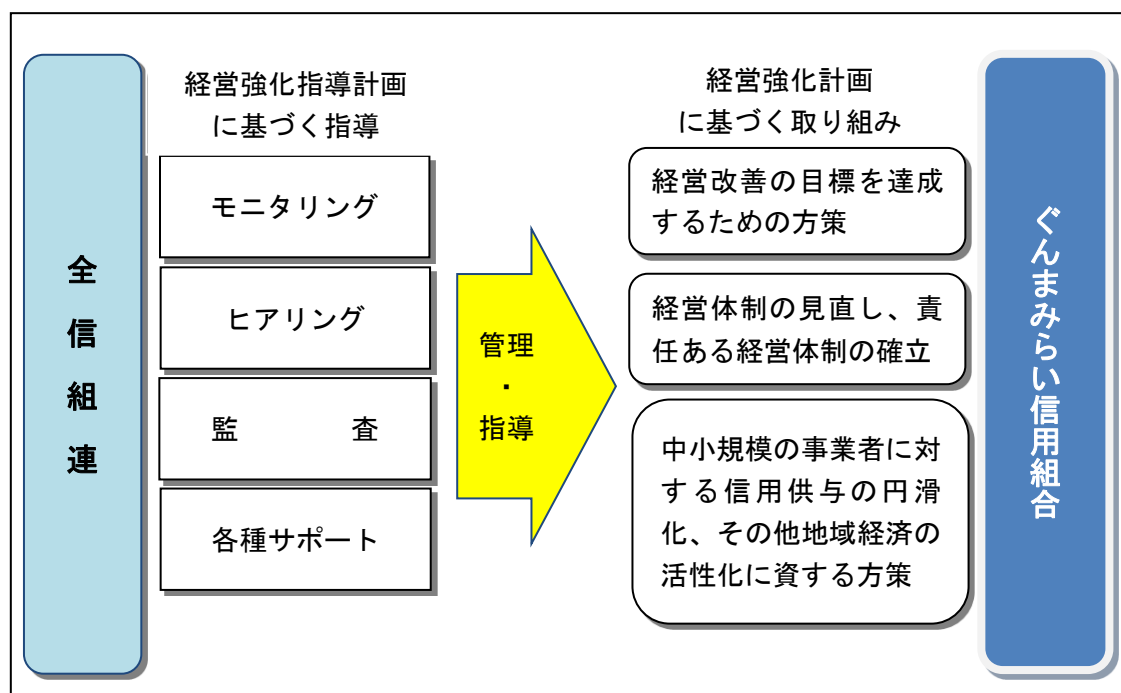 全信組連
経営強化指導計画
に基づく指導
モニタリング
ヒアリング
監査
各種サポート
管理
・
指導
経営強化計画
に基づく取り組み
経営改善の目標を達成
するための方策
経営体制の見直し、責
任ある経営体制の確立
中小規模の事業者に対
する信用供与の円滑
化、その他地域経済の
活性化に資する方策
ぐんまみらい信用組合